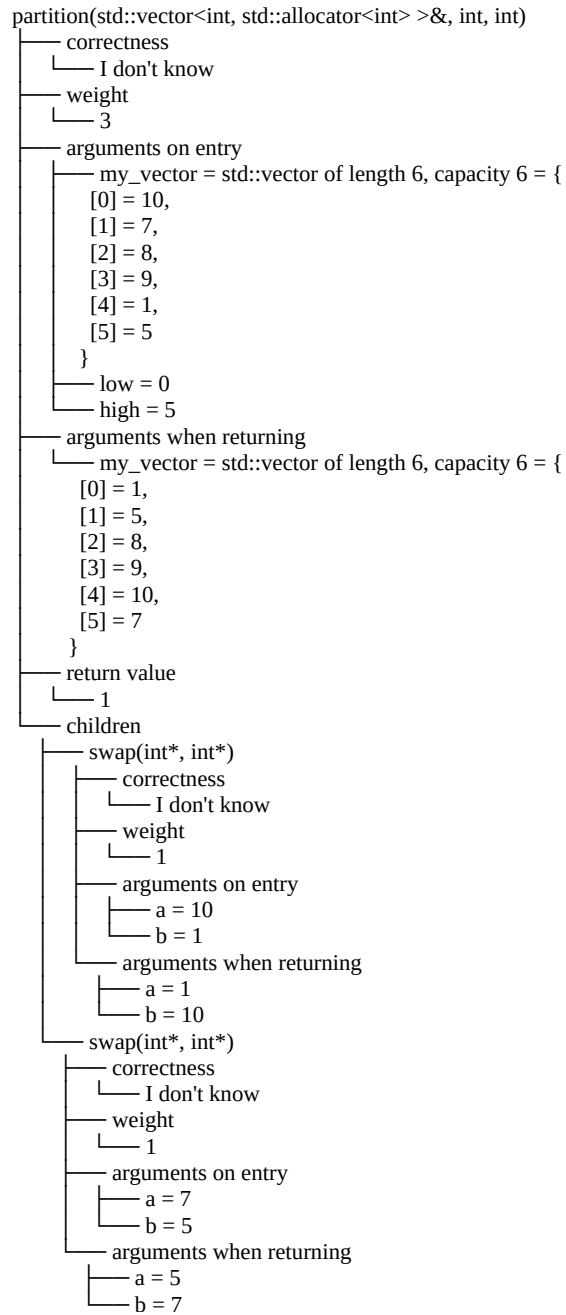 partition(std::vector<int, std::allocator<int> >&, int, int)
correctness
I don't know
weight
3
arguments on entry
my_vector = std::vector of length 6, capacity 6 = {
[0] = 10,
[1] = 7,
[2] = 8,
[3] = 9,
[4] = 1,
[5] = 5
}
low = 0
high = 5
arguments when returning
my_vector = std::vector of length 6, capacity 6 = {
[0] = 1,
[1] = 5,
[2] = 8,
[3] = 9,
[4] = 10,
[5] = 7
}
return value
1
children
swap(int*, int*)
correctness
I don't know
weight
1
arguments on entry
a = 10
b = 1
arguments when returning
a = 1
b = 10
swap(int*, int*)
correctness
I don't know
weight
1
arguments on entry
a = 7
b = 5
arguments when returning
a = 5
b = 7